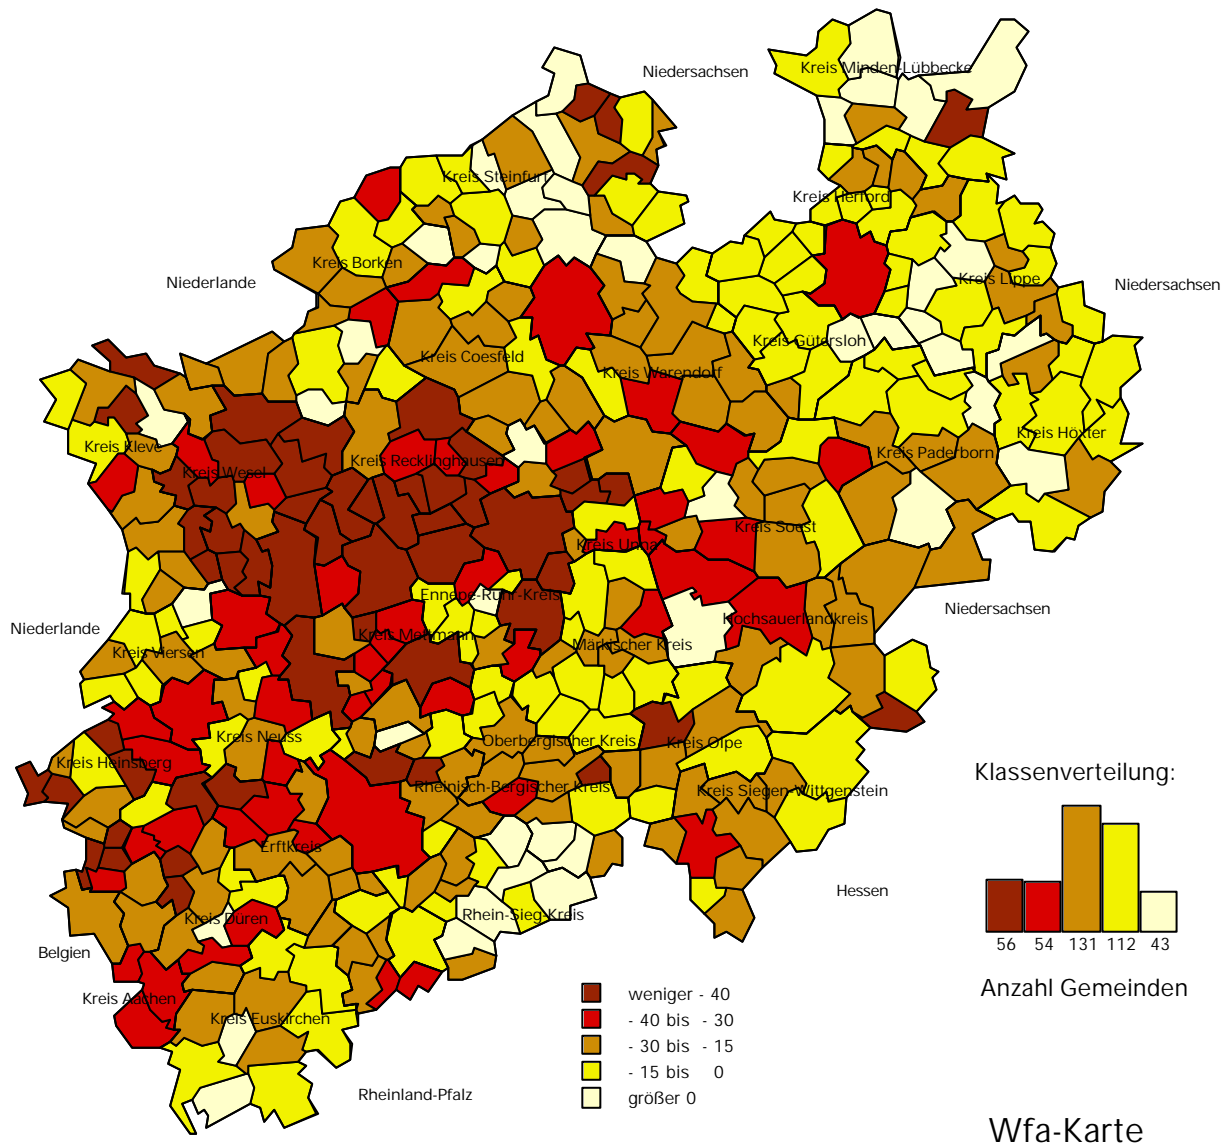 Niedersachsen
Kreis Minden-Lübbecke
Kreis Steinfurt
Kreis Herford
Kreis Borken
Niederlande
Kreis Lippe
Niedersachsen
Kreis Gütersloh
Kreis Coesfeld
Kreis Warendorf
Kreis Kleve
Kreis Höxter
Kreis Paderborn
Kreis Recklinghausen
Kreis Wesel
Kreis Soest
Kreis Unna
Ennepe-Ruhr-Kreis
Niedersachsen
Hochsauerlandkreis
Niederlande
Kreis Mettmann
Märkischer Kreis
Kreis Viersen
Kreis Neuss
Oberbergischer Kreis
Kreis Olpe
Kreis Heinsberg
Klassenverteilung:
Rheinisch-Bergischer Kreis
Kreis Siegen-Wittgenstein
Erftkreis
Hessen
Kreis Düren
Rhein-Sieg-Kreis
56 54 131 112 43
Belgien
Anzahl Gemeinden
Kreis Aachen
Kreis Euskirchen
weniger - 40
- 40 bis - 30
- 30 bis - 15
- 15 bis 0
größer 0
Rheinland-Pfalz
Wfa-Karte